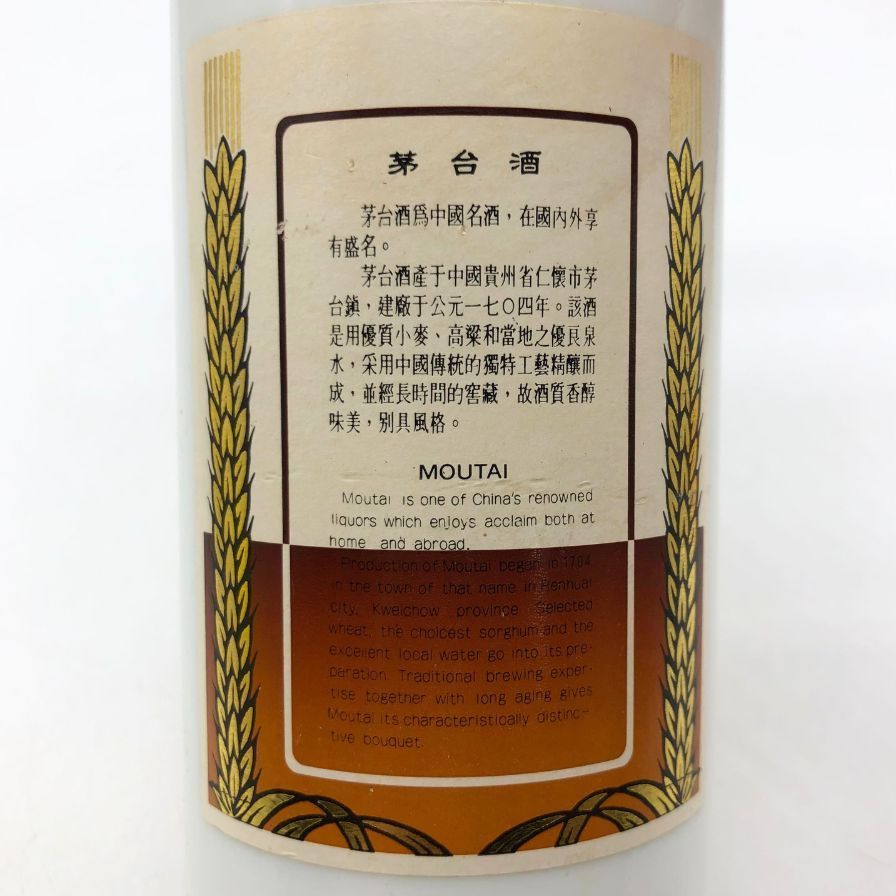 茅台酒
茅台酒爲中國名酒，在國內外享
有盛名。
茅台酒產于中國貴州省仁懷市茅
台鎮，建廠于公元一七〇四年。該酒
是用優質小麥、高粱和當地之優良泉
水，采用中國傳統的獨特工藝精釀而
成，並經長時間的窖藏，故酒質香醇
味美，別具風格。
MOUTAI
Moutai is one of China's renowned
liquors which enjoys acclaim both at
home and abroad.
Production of Moutai began in 1704
in the town of that name in Renhuai
city, Kweichow province. Selected
wheat, the choicest sorghum and the
excellent local water go into its pre-
paration. Traditional brewing exper-
tise together with long aging gives
Moutai its characteristically distinc-
tive bouquet.